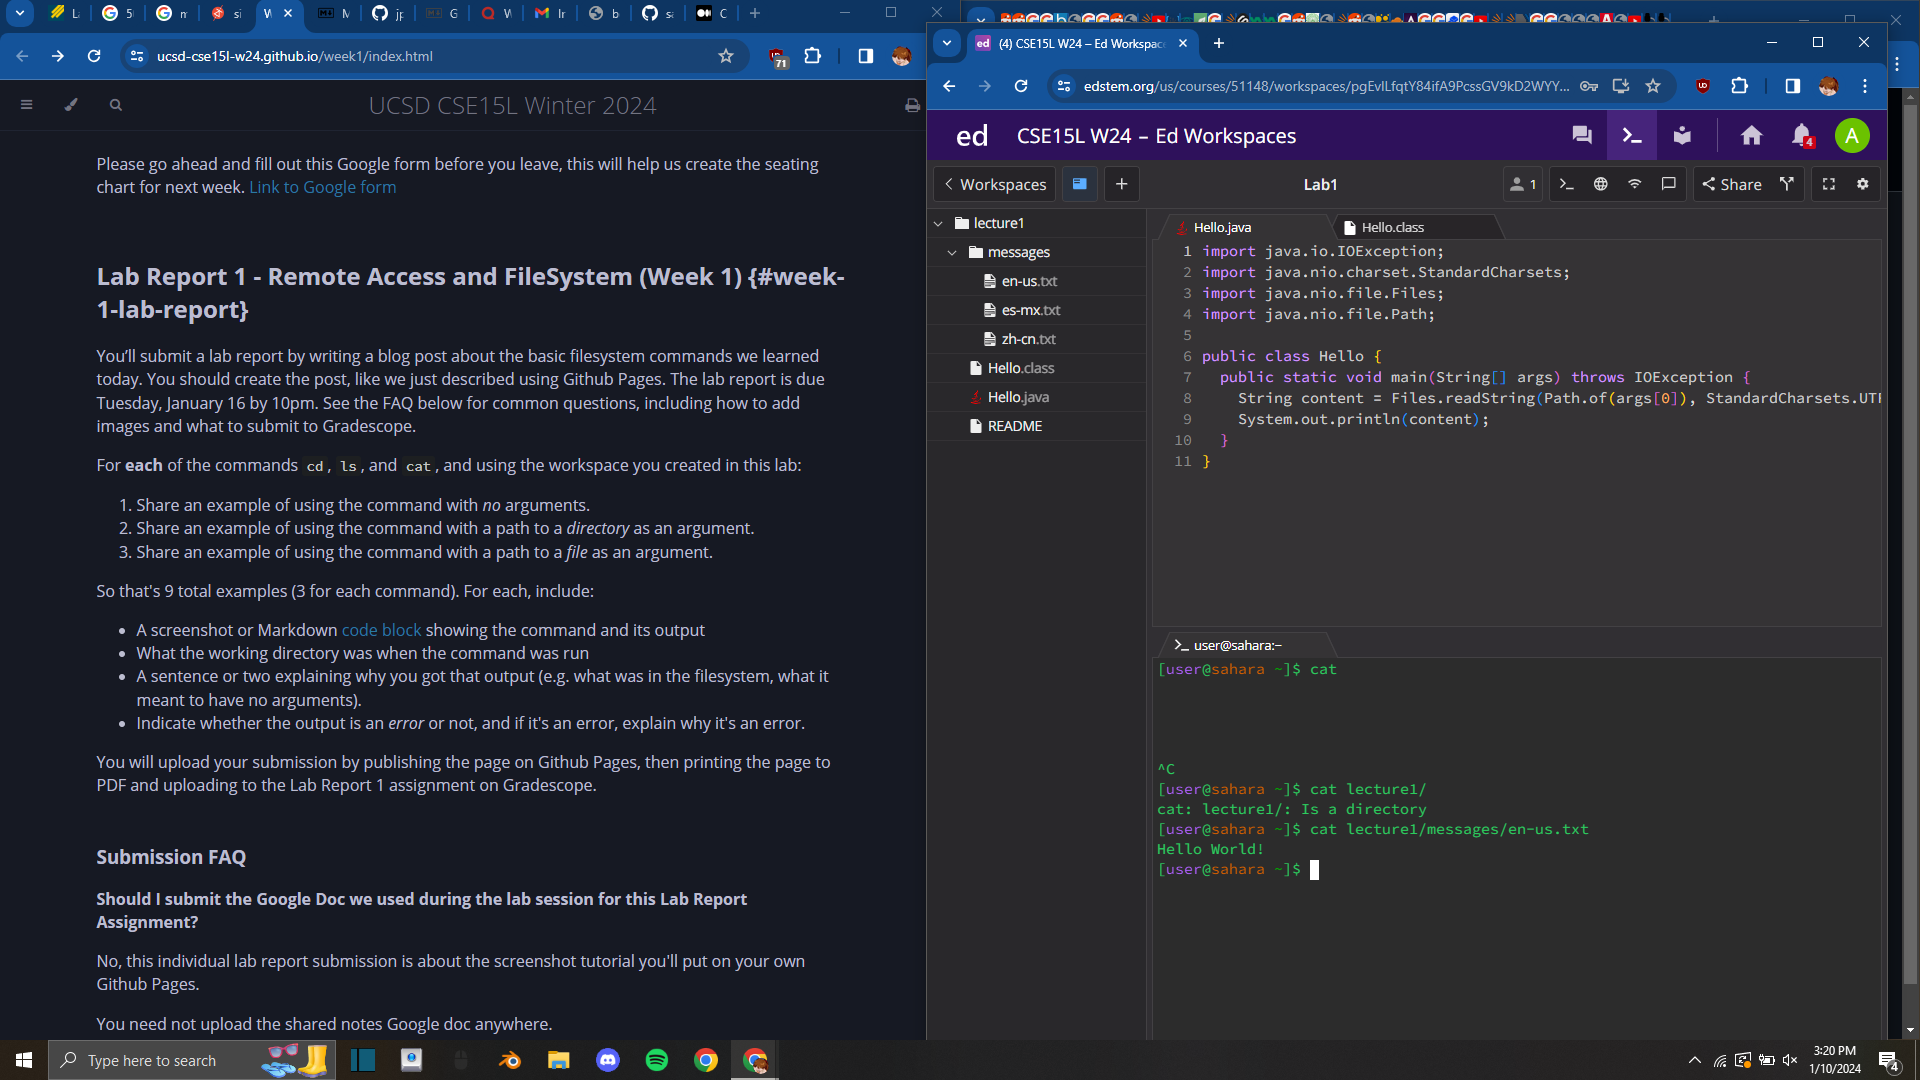 ucsd-cse15l-w24.github.io/week1/index.html
71
UCSD CSE15L Winter 2024
Please go ahead and fill out this Google form before you leave, this will help us create the seating
chart for next week. Link to Google form
Lab Report 1 - Remote Access and FileSystem (Week 1) {#week-
1-lab-report}
You’ll submit a lab report by writing a blog post about the basic filesystem commands we learned
today. You should create the post, like we just described using Github Pages. The lab report is due
Tuesday, January 16 by 10pm. See the FAQ below for common questions, including how to add
images and what to submit to Gradescope.
For each of the commands cd, ls, and cat, and using the workspace you created in this lab:
1. Share an example of using the command with no arguments.
2. Share an example of using the command with a path to a directory as an argument.
3. Share an example of using the command with a path to a file as an argument.
So that's 9 total examples (3 for each command). For each, include:
• A screenshot or Markdown code block showing the command and its output
• What the working directory was when the command was run
• A sentence or two explaining why you got that output (e.g. what was in the filesystem, what it
meant to have no arguments).
• Indicate whether the output is an error or not, and if it's an error, explain why it's an error.
You will upload your submission by publishing the page on Github Pages, then printing the page to
PDF and uploading to the Lab Report 1 assignment on Gradescope.
Submission FAQ
Should I submit the Google Doc we used during the lab session for this Lab Report
Assignment?
No, this individual lab report submission is about the screenshot tutorial you'll put on your own
Github Pages.
You need not upload the shared notes Google doc anywhere.
ed (4) CSE15L W24 – Ed Workspac
edstem.org/us/courses/51148/workspaces/pgEvlLfqtY84ifA9PcssGV9kD2WYY...
ed CSE15L W24 – Ed Workspaces
4
A
Workspaces
Lab1
1
Share
lecture1
messages
en-us.txt
es-mx.txt
zh-cn.txt
Hello.class
Hello.java
README
Hello.java
Hello.class
1 import java.io.IOException;
2 import java.nio.charset.StandardCharsets;
3 import java.nio.file.Files;
4 import java.nio.file.Path;
5
6 public class Hello {
7 public static void main(String[] args) throws IOException {
8 String content = Files.readString(Path.of(args[0]), StandardCharsets.UTF
9 System.out.println(content);
10 }
11 }
user@sahara:~
[user@sahara ~]$ cat
^C
[user@sahara ~]$ cat lecture1/
cat: lecture1/: Is a directory
[user@sahara ~]$ cat lecture1/messages/en-us.txt
Hello World!
[user@sahara ~]$
Type here to search
3:20 PM
1/10/2024
4